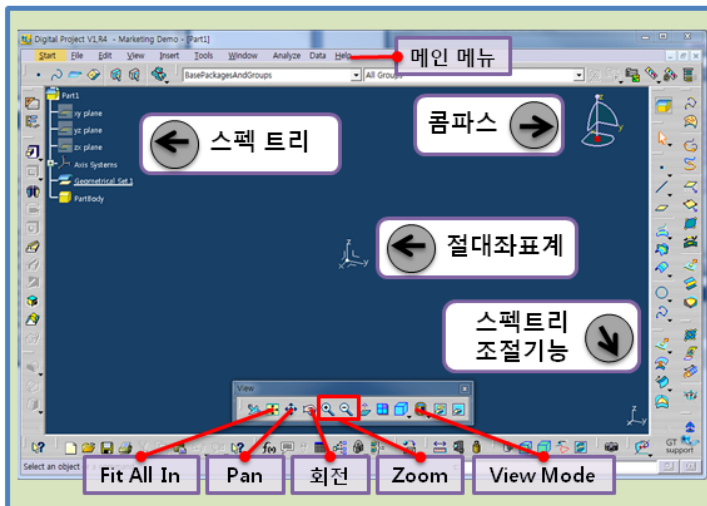 Digital Project V1,R4 - Marketing Demo - [Part1]
Start File Edit View Insert Tools Window Analyze Data Help
메인 메뉴
BasePackagesAndGroups
All Groups
Part1
xy plane
yz plane
zx plane
Axis Systems
Geometrical Set.1
PartBody
스펙 트리
콤파스
절대좌표계
스펙트리
조절기능
View
GT
support
Select an object
Fit All In
Pan
회전
Zoom
View Mode